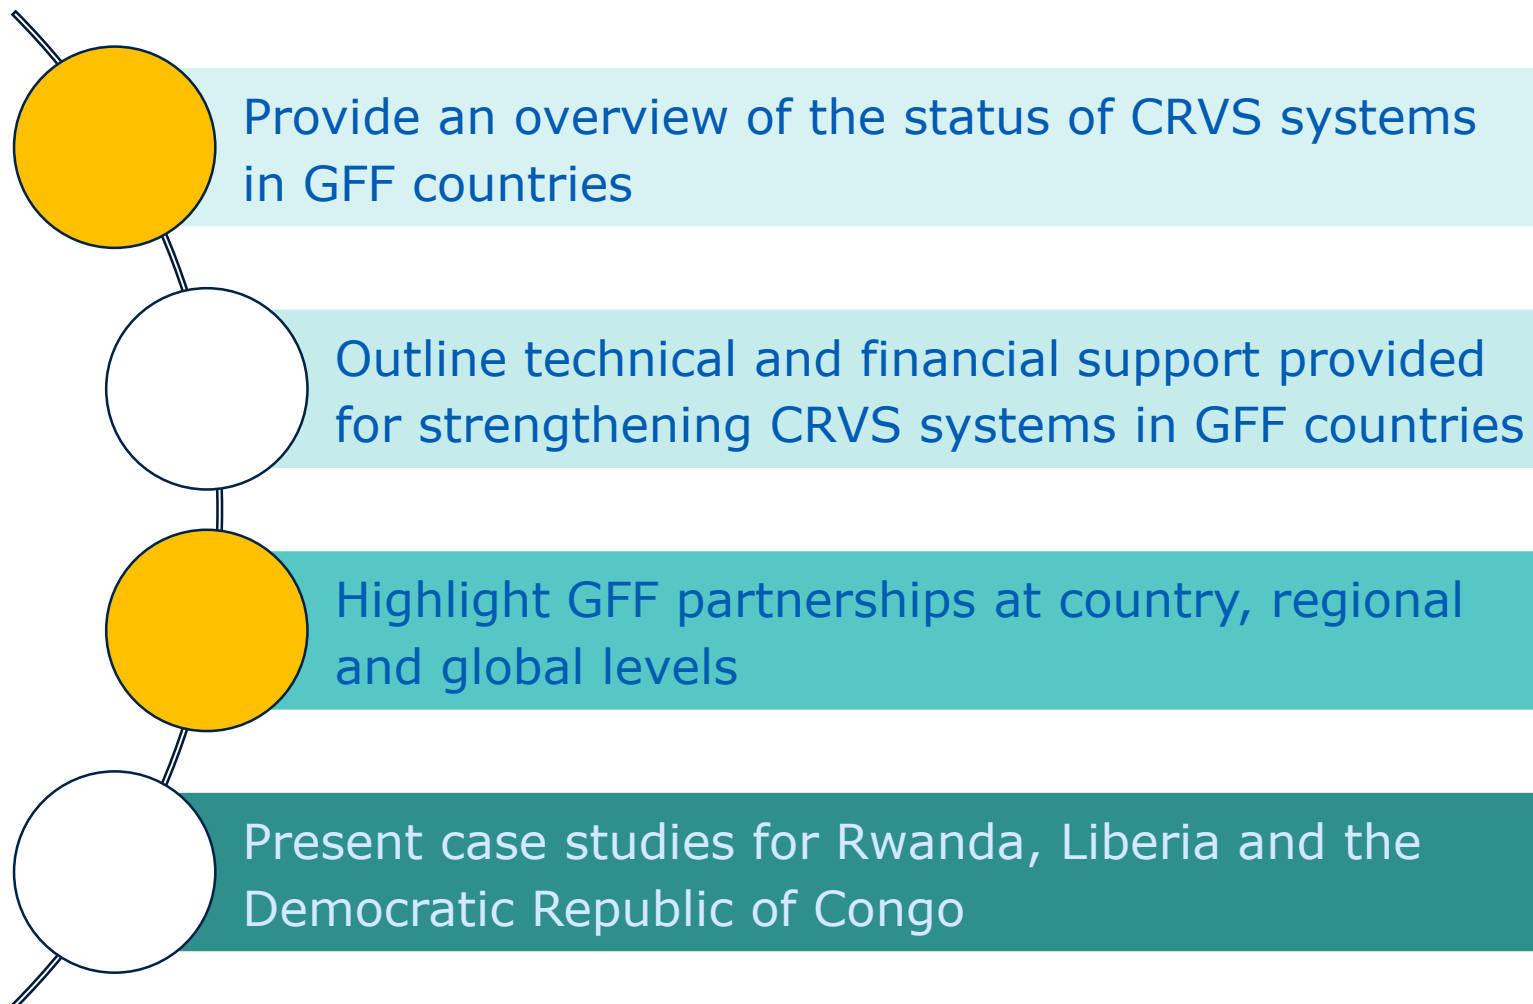 Provide an overview of the status of CRVS systems
in GFF countries
Outline technical and financial support provided
for strengthening CRVS systems in GFF countries
Highlight GFF partnerships at country, regional
and global levels
Present case studies for Rwanda, Liberia and the
Democratic Republic of Congo